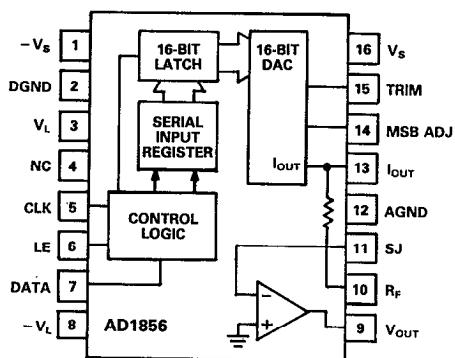 –VS 1
DGND 2
VL 3
NC 4
CLK 5
LE 6
DATA 7
–VL 8
16-BIT
LATCH
16-BIT
DAC
SERIAL
INPUT
REGISTER
CONTROL
LOGIC
IOUT
–
+
AD1856
16 VS
15 TRIM
14 MSB ADJ
13 IOUT
12 AGND
11 SJ
10 RF
9 VOUT